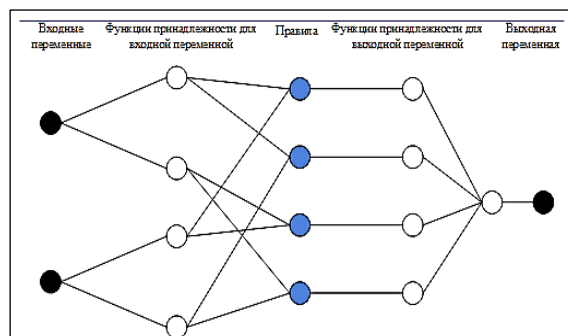 Входные
переменные
Функции принадлежности для
входной переменной
Правила
Функции принадлежности для
выходной переменной
Выходная
переменная